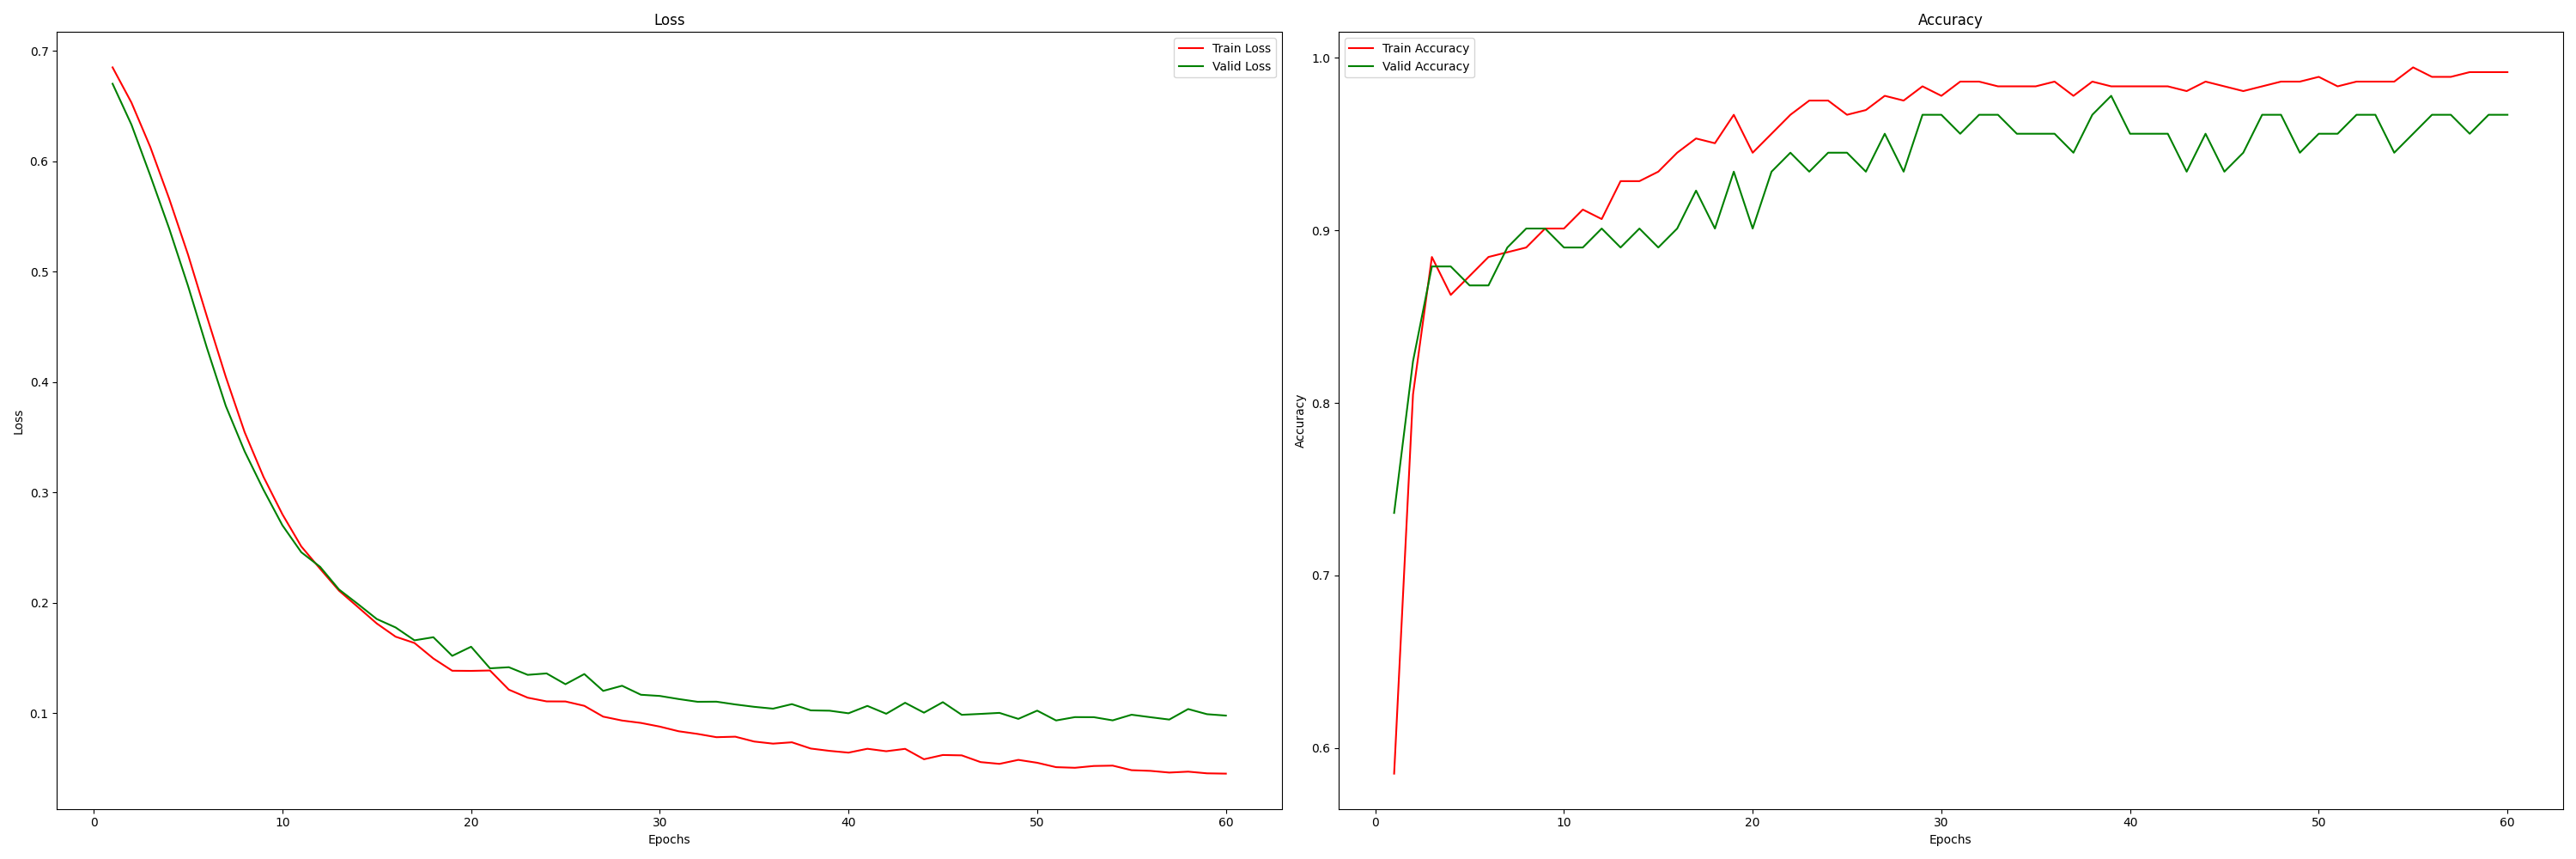 Loss
Train Loss
Valid Loss
0.7
0.6
0.5
0.4
0.3
0.2
0.1
Loss
0 10 20 30 40 50 60
Epochs
Accuracy
Train Accuracy
Valid Accuracy
1.0
0.9
0.8
0.7
0.6
Accuracy
0 10 20 30 40 50 60
Epochs